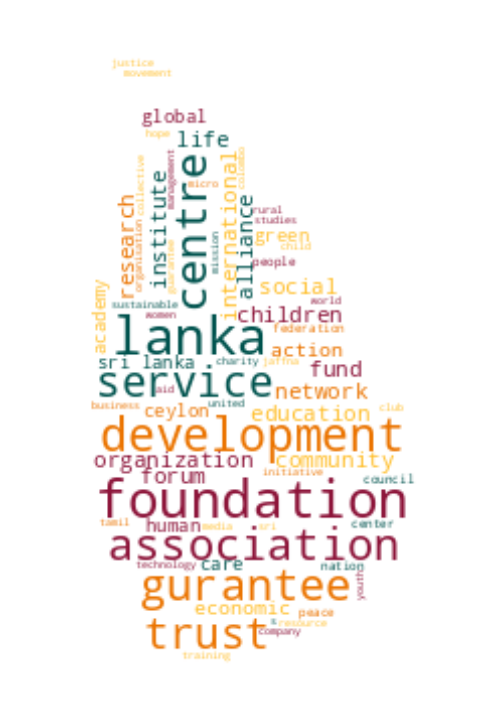 justice
movement
global
hope
life
centre
management
micro
international
colombo
collective
institute
research
organisation
guarantee
mission
alliance
rural
studies
green
child
people
academy
social
sustainable
women
world
children
lanka
federation
action
sri lanka
charity
jaffna
fund
service
aid
network
business
united
ceylon
education
club
development
organization
community
forum
initiative
council
foundation
tamil
human
media
sri
center
association
technology
care
nation
youth
gurantee
economic
peace
s
resource
trust
company
training